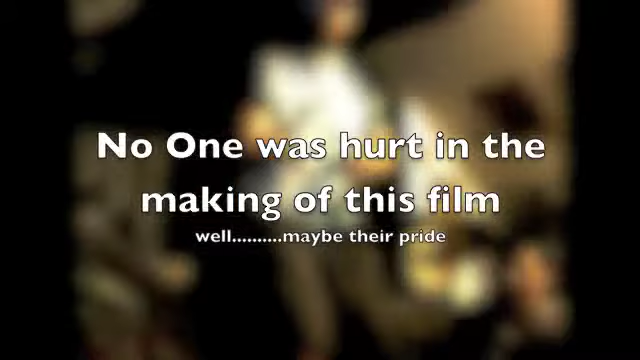 No One was hurt in the
making of this film
well..........maybe their pride